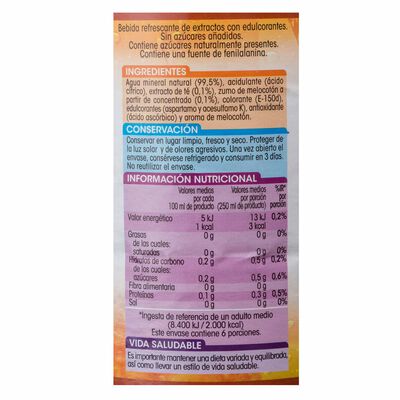 Bebida refrescante de extractos con edulcorantes.
Sin azúcares añadidos.
Contiene azúcares naturalmente presentes.
Contiene una fuente de fenilalanina.
INGREDIENTES
Agua mineral natural (99,5%), acidulante (ácido
cítrico), extracto de té (0,1%), zumo de melocotón a
partir de concentrado (0,1%), colorante (E-150d),
edulcorantes (aspartamo y acesulfamo K), antioxidante
(ácido ascórbico) y aroma de melocotón.
CONSERVACIÓN
Conservar en lugar limpio, fresco y seco. Proteger de
la luz solar y de olores agresivos. Una vez abierto el
envase, consérvese refrigerado y consumir en 3 días.
No reutilizar el envase.
INFORMACIÓN NUTRICIONAL
Valores medios Valores medios %IR*
por cada por porción por
100 ml de producto) (250 ml de producto) porción
Valor energético 5 kJ 13 kJ 0,2%
1 kcal 3 kcal
Grasas 0 g 0 g 0%
de las cuales:
saturadas 0 g 0 g 0%
Hidratos de carbono 0,2 g 0,5 g 0,2%
de los cuales:
azúcares 0,2 g 0,5 g 0,6%
Fibra alimentaria 0 g 0 g
Proteínas 0,1 g 0,3 g 0,5%
Sal 0 g 0 g 0%
*Ingesta de referencia de un adulto medio
(8.400 kJ / 2.000 kcal)
Este envase contiene 6 porciones.
VIDA SALUDABLE
Es importante mantener una dieta variada y equilibrada,
así como llevar un estilo de vida saludable.